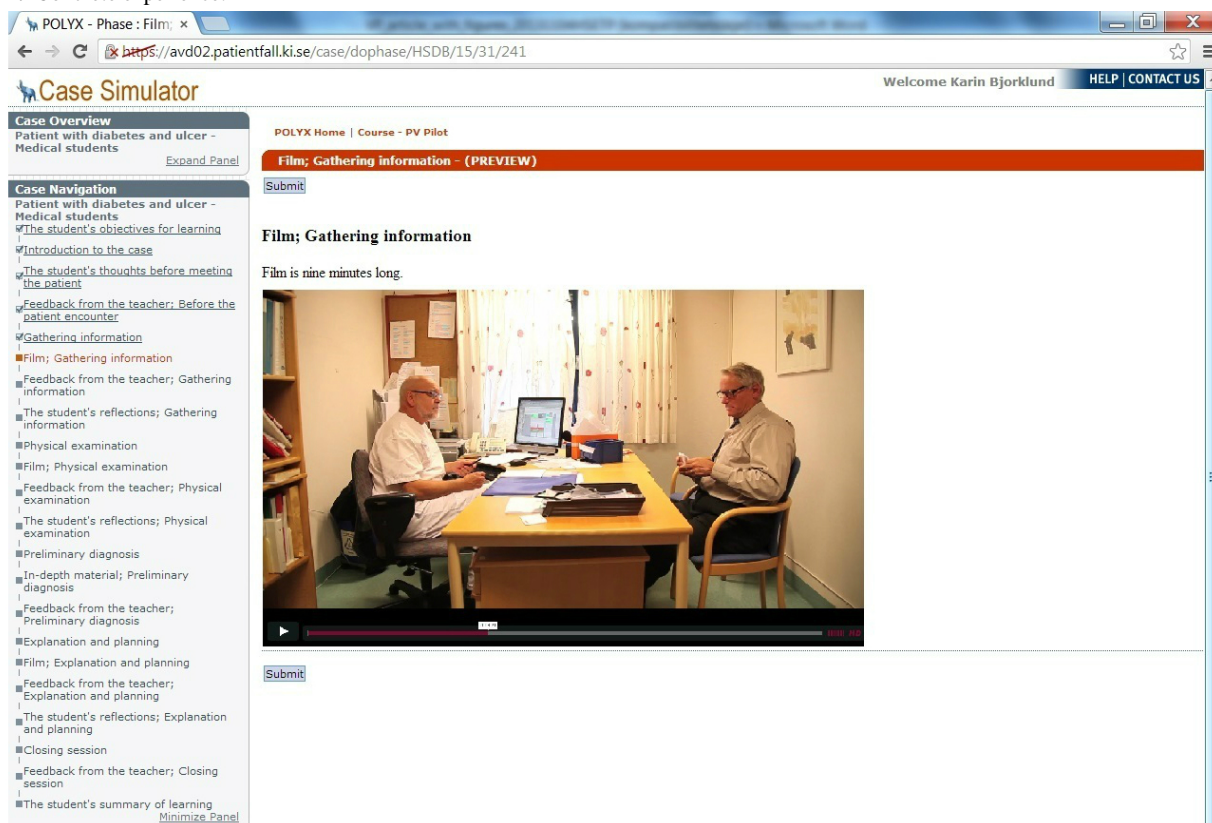 POLYX - Phase : Film; ×
https://avd02.patientfall.ki.se/case/dophase/HSDB/15/31/241
Case Simulator
Welcome Karin Bjorklund
HELP | CONTACT US
Case Overview
Patient with diabetes and ulcer -
Medical students
Expand Panel
Case Navigation
Patient with diabetes and ulcer -
Medical students
The student's objectives for learning
Introduction to the case
The student's thoughts before meeting
the patient
Feedback from the teacher; Before the
patient encounter
Gathering information
Film; Gathering information
Feedback from the teacher; Gathering
information
The student's reflections; Gathering
information
Physical examination
Film; Physical examination
Feedback from the teacher; Physical
examination
The student's reflections; Physical
examination
Preliminary diagnosis
In-depth material; Preliminary
diagnosis
Feedback from the teacher;
Preliminary diagnosis
Explanation and planning
Film; Explanation and planning
Feedback from the teacher;
Explanation and planning
The student's reflections; Explanation
and planning
Closing session
Feedback from the teacher; Closing
session
The student's summary of learning
Minimize Panel
POLYX Home | Course - PV Pilot
Film; Gathering information - (PREVIEW)
Submit
Film; Gathering information
Film is nine minutes long.
Submit